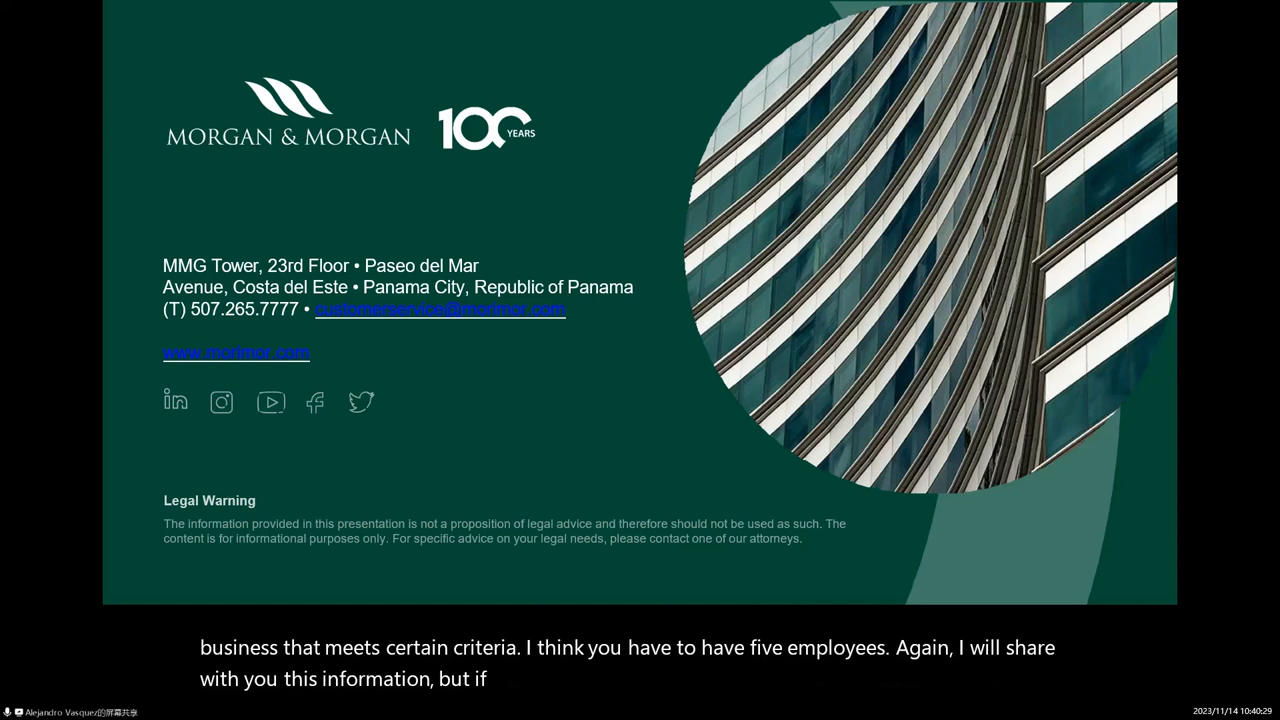 MORGAN & MORGAN
100 YEARS
MMG Tower, 23rd Floor • Paseo del Mar
Avenue, Costa del Este • Panama City, Republic of Panama
(T) 507.265.7777 • customerservice@morimor.com
www.morimor.com
Legal Warning
The information provided in this presentation is not a proposition of legal advice and therefore should not be used as such. The
content is for informational purposes only. For specific advice on your legal needs, please contact one of our attorneys.
business that meets certain criteria. I think you have to have five employees. Again, I will share
with you this information, but if
Alejandro Vasquez的屏幕共享
2023/11/14 10:40:29